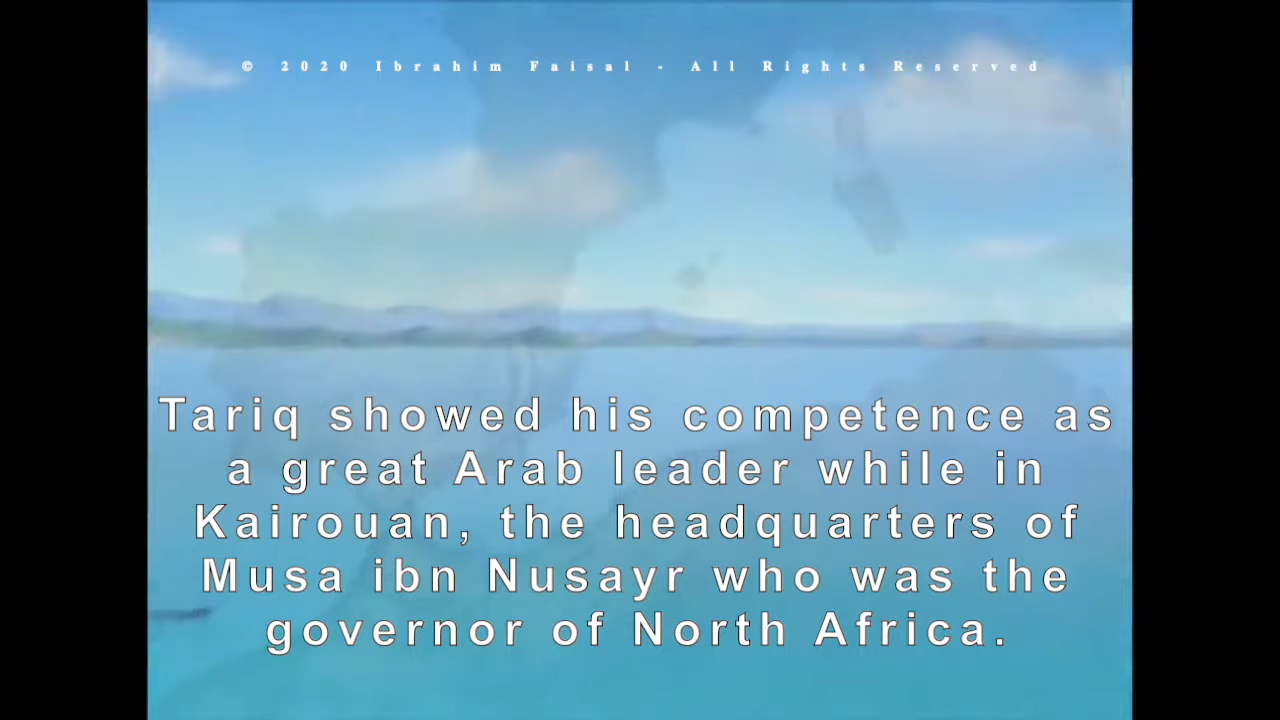 © 2020 Ibrahim Faisal - All Rights Reserved
Tariq showed his competence as
a great Arab leader while in
Kairouan, the headquarters of
Musa ibn Nusayr who was the
governor of North Africa.